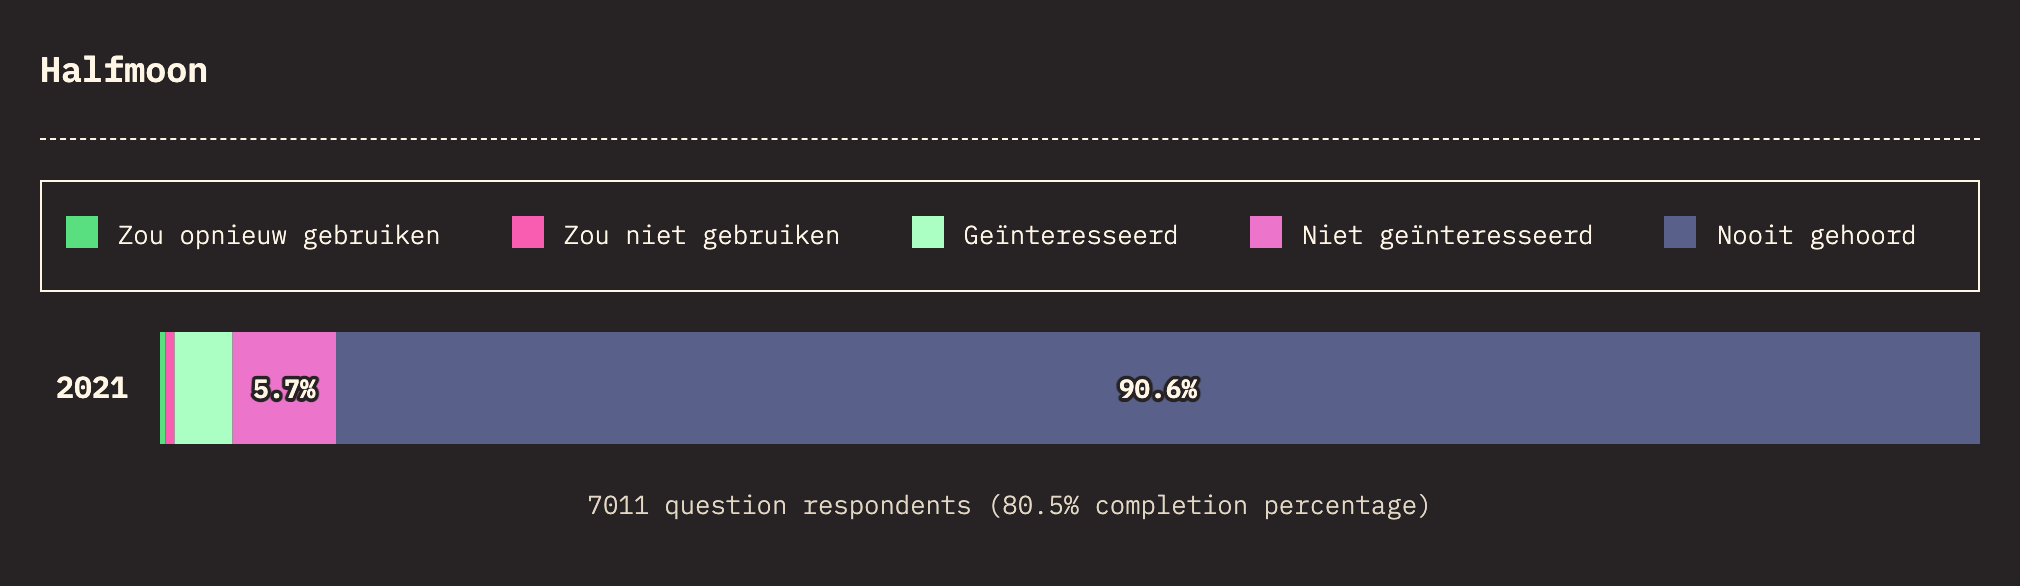 Halfmoon
Zou opnieuw gebruiken Zou niet gebruiken Geïnteresseerd Niet geïnteresseerd Nooit gehoord
2021 5.7% 90.6%
7011 question respondents (80.5% completion percentage)